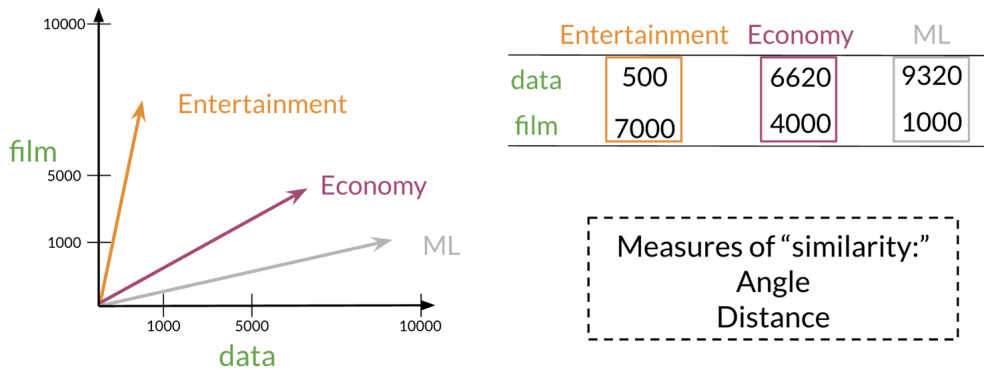 10000
Entertainment
film
5000
Economy
1000
ML
1000 5000 10000
data
Entertainment Economy ML
data 500 6620 9320
film 7000 4000 1000
Measures of “similarity:”
Angle
Distance